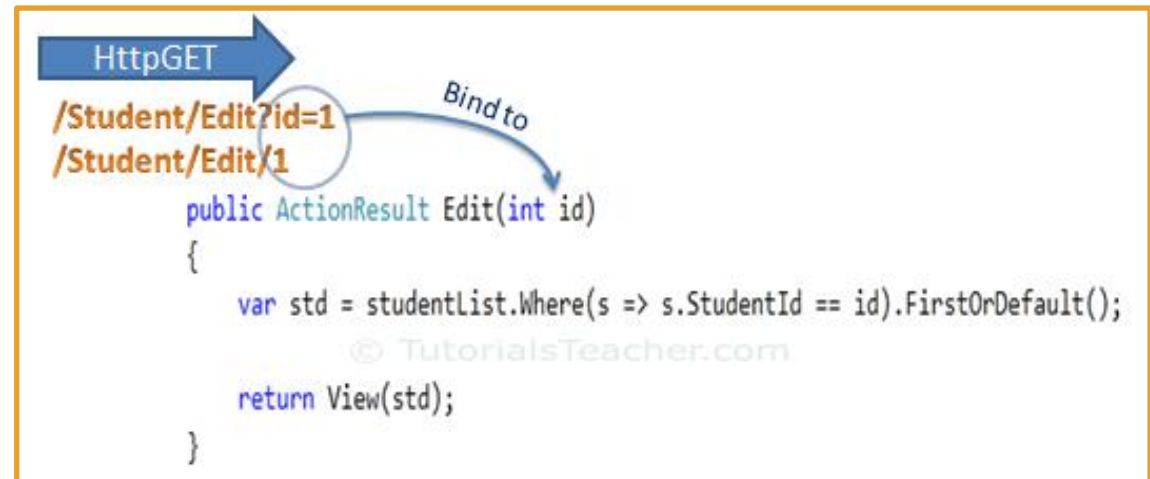 HttpGET
Bind to
/Student/Edit?id=1
/Student/Edit/1
public ActionResult Edit(int id)
{
var std = studentList.Where(s => s.StudentId == id).FirstOrDefault();
© TutorialsTeacher.com
return View(std);
}